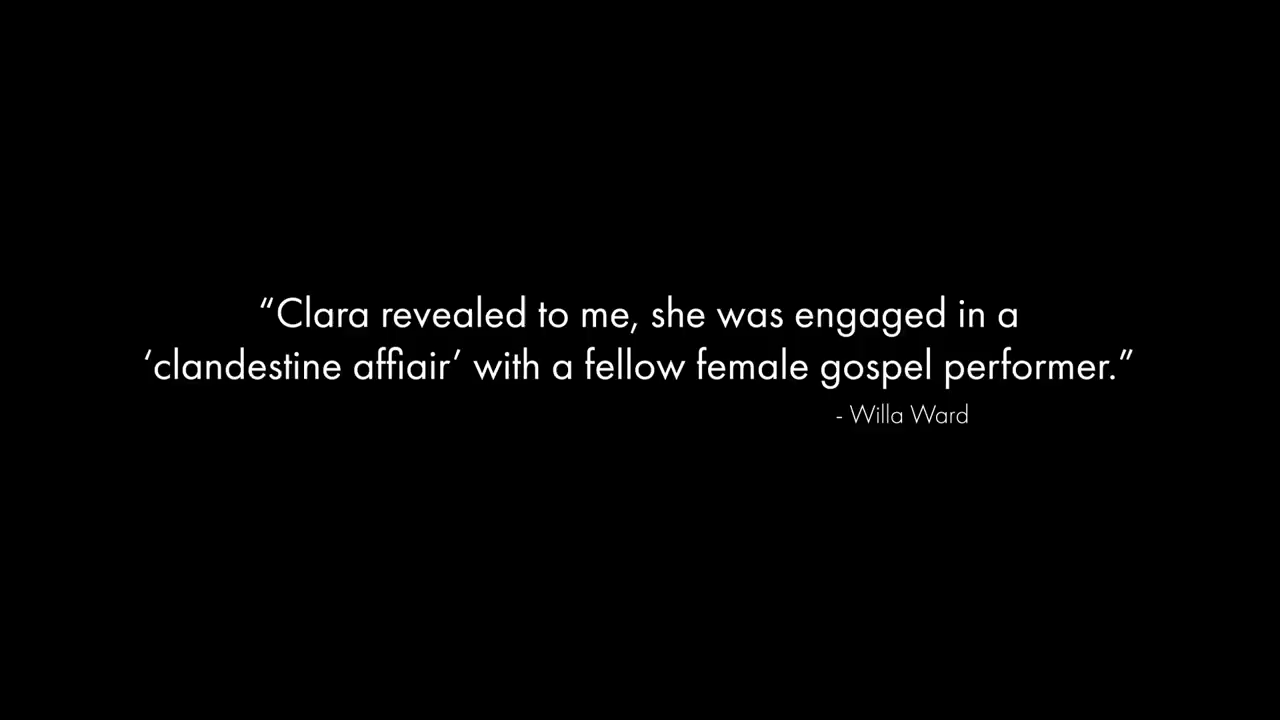 “Clara revealed to me, she was engaged in a
‘clandestine affiair’ with a fellow female gospel performer.”
- Willa Ward